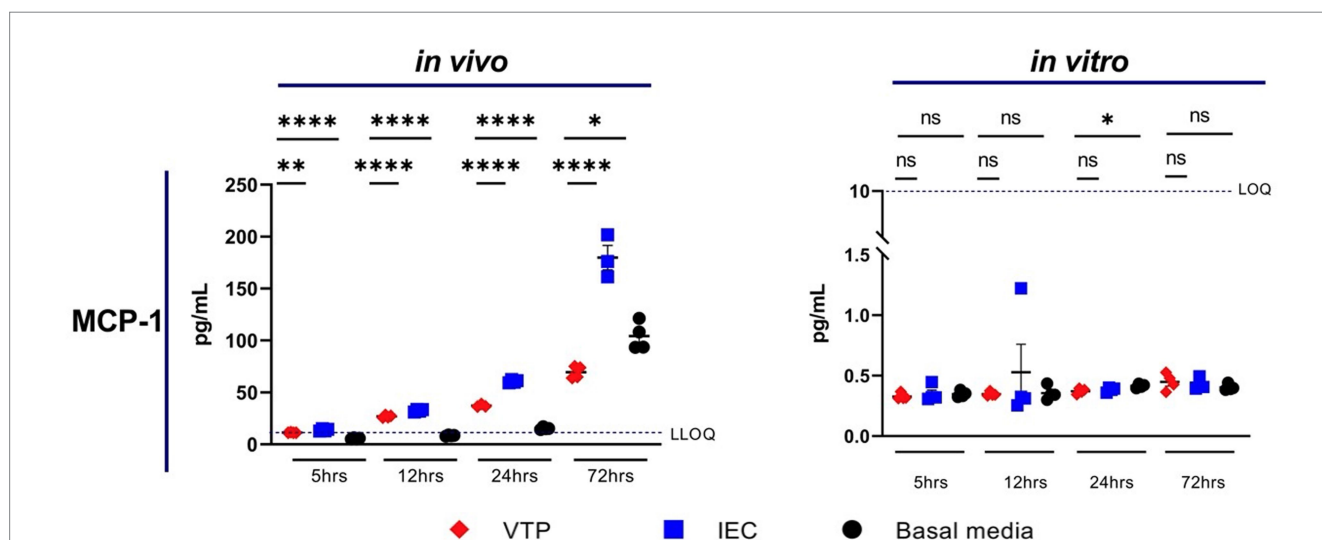 in vivo
in vitro
**** **** **** *
** **** **** ****
ns ns * ns
ns ns ns ns
MCP-1
pg/mL
250
200
150
100
50
0
LLOQ
5hrs 12hrs 24hrs 72hrs
pg/mL
10
LOQ
1.5
1.0
0.5
0.0
5hrs 12hrs 24hrs 72hrs
VTP IEC Basal media